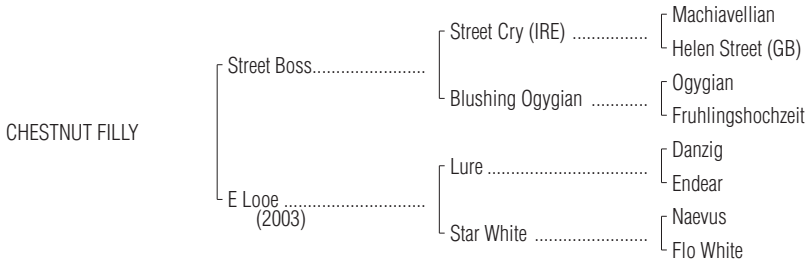 Machiavellian
Street Cry (IRE) ................
Helen Street (GB)
Street Boss........................
Ogygian
Blushing Ogygian ............
Fruhlingshochzeit
CHESTNUT FILLY
Danzig
Lure ..................................
Endear
E Looe ..............................
(2003)
Naevus
Star White ........................
Flo White